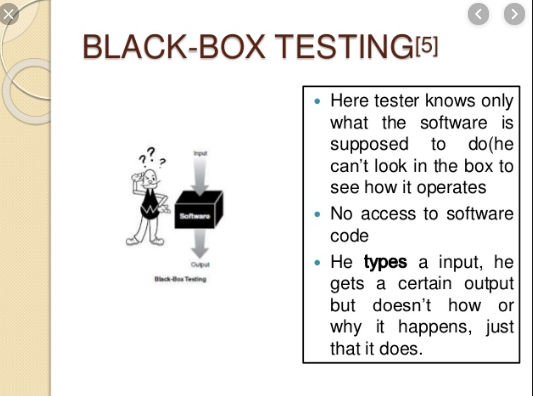 BLACK-BOX TESTING[5]
? ? ?
Input
Software
Output
Black-Box Testing
• Here tester knows only
what the software is
supposed to do(he
can't look in the box to
see how it operates
• No access to software
code
• He types a input, he
gets a certain output
but doesn't how or
why it happens, just
that it does.